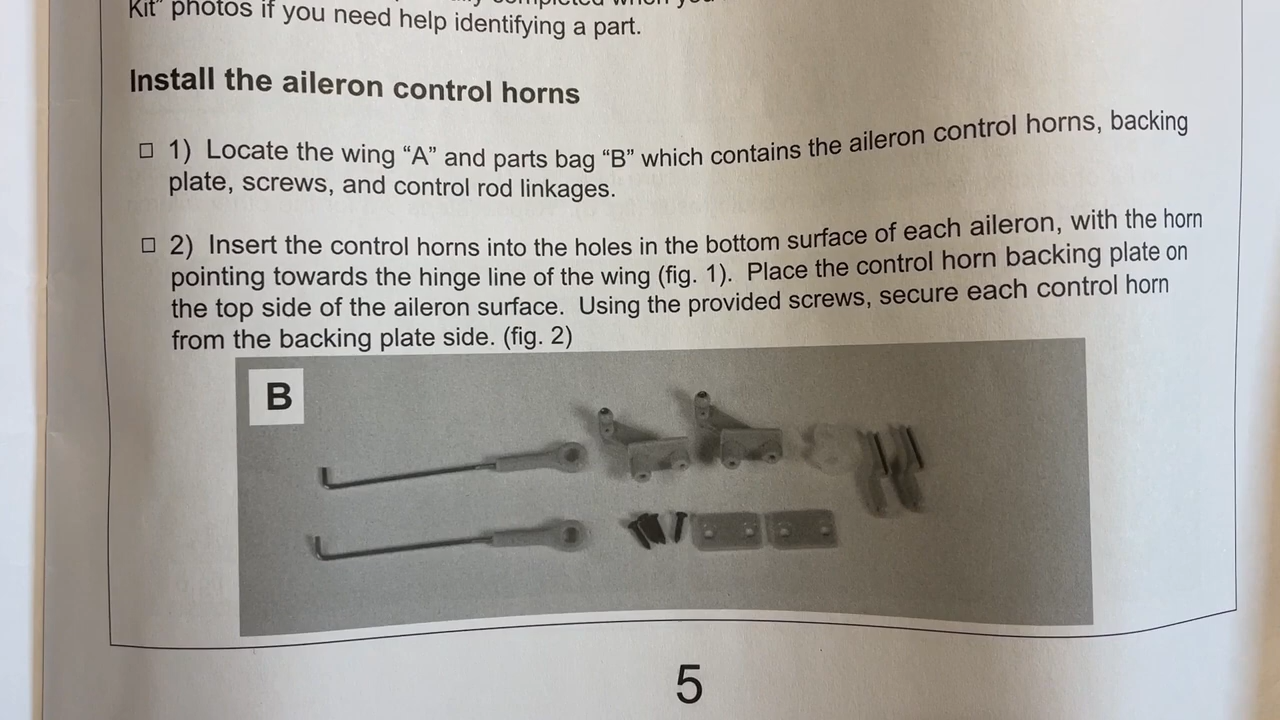 Kit" photos if you need help identifying a part.
Install the aileron control horns
☐ 1) Locate the wing “A” and parts bag “B” which contains the aileron control horns, backing
plate, screws, and control rod linkages.
☐ 2) Insert the control horns into the holes in the bottom surface of each aileron, with the horn
pointing towards the hinge line of the wing (fig. 1). Place the control horn backing plate on
the top side of the aileron surface. Using the provided screws, secure each control horn
from the backing plate side. (fig. 2)
B
5